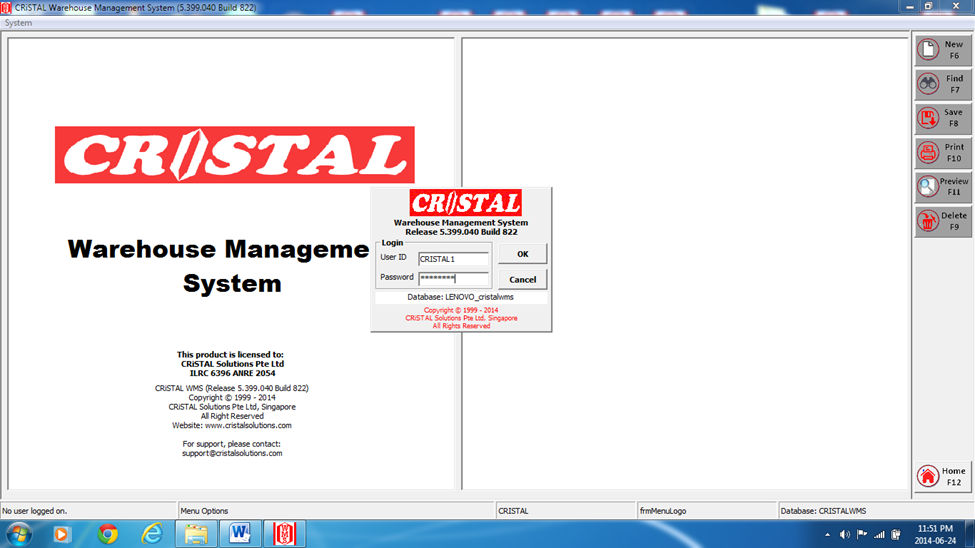 CRiSTAL Warehouse Management System (5.399.040 Build 822)
System
CRISTAL
Warehouse Manageme
System
This product is licensed to:
CRiSTAL Solutions Pte Ltd
ILRC 6396 ANRE 2054
CRiSTAL WMS (Release 5.399.040 Build 822)
Copyright © 1999 - 2014
CRiSTAL Solutions Pte Ltd, Singapore
All Right Reserved
Website: www.cristalsolutions.com
For support, please contact:
support@cristalsolutions.com
CRISTAL
Warehouse Management System
Release 5.399.040 Build 822
Login
User ID CRISTAL1
Password ********
OK
Cancel
Database: LENOVO_cristalwms
Copyright © 1999 - 2014
CRiSTAL Solutions Pte Ltd, Singapore
All Rights Reserved
New
F6
Find
F7
Save
F8
Print
F10
Preview
F11
Delete
F9
Home
F12
No user logged on. Menu Options CRISTAL frmMenuLogo Database: CRISTALWMS
11:51 PM
2014-06-24